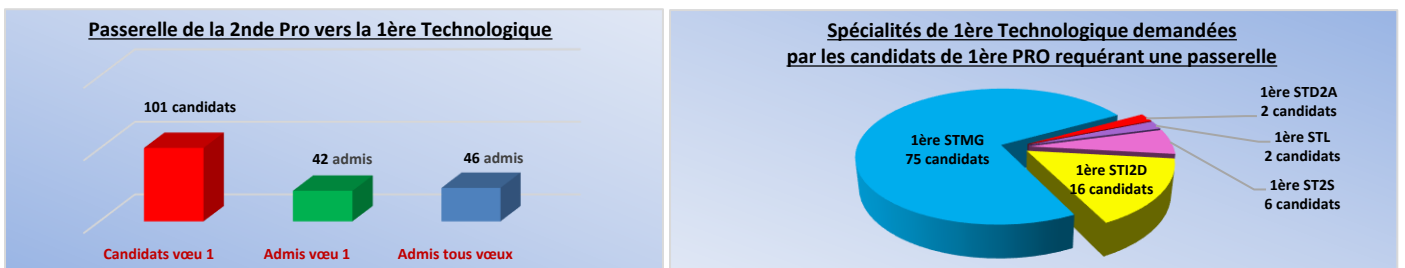 Passerelle de la 2nde Pro vers la 1ère Technologique
101 candidats
42 admis
46 admis
Candidats vœu 1
Admis vœu 1
Admis tous vœux
Spécialités de 1ère Technologique demandées
par les candidats de 1ère PRO requérant une passerelle
1ère STMG
75 candidats
1ère STD2A
2 candidats
1ère STL
2 candidats
1ère STI2D
16 candidats
1ère ST2S
6 candidats